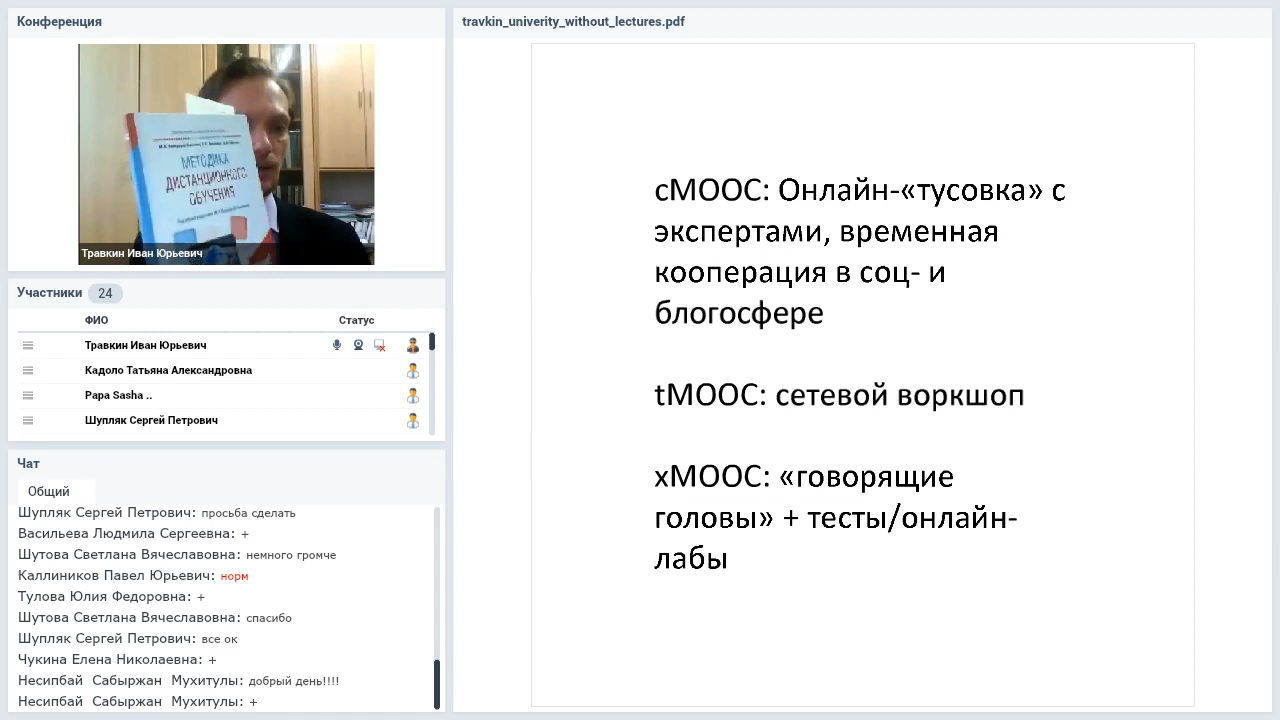 Конференция
МЕТОДИКА
ДИСТАНЦИОННОГО
ОБУЧЕНИЯ
Травкин Иван Юрьевич
Участники 24
ФИО Статус
Травкин Иван Юрьевич
Кадоло Татьяна Александровна
Papa Sasha ..
Шупляк Сергей Петрович
Чат
Общий
Шупляк Сергей Петрович: просьба сделать
Васильева Людмила Сергеевна: +
Шутова Светлана Вячеславовна: немного громче
Каллиников Павел Юрьевич: норм
Тулова Юлия Федоровна: +
Шутова Светлана Вячеславовна: спасибо
Шупляк Сергей Петрович: все ок
Чукина Елена Николаевна: +
Несипбай Сабыржан Мухитулы: добрый день!!!!
Несипбай Сабыржан Мухитулы: +
travkin_univerity_without_lectures.pdf
cMOOC: Онлайн-«тусовка» с
экспертами, временная
кооперация в соц- и
блогосфере
tMOOC: сетевой воркшоп
xMOOC: «говорящие
головы» + тесты/онлайн-
лабы